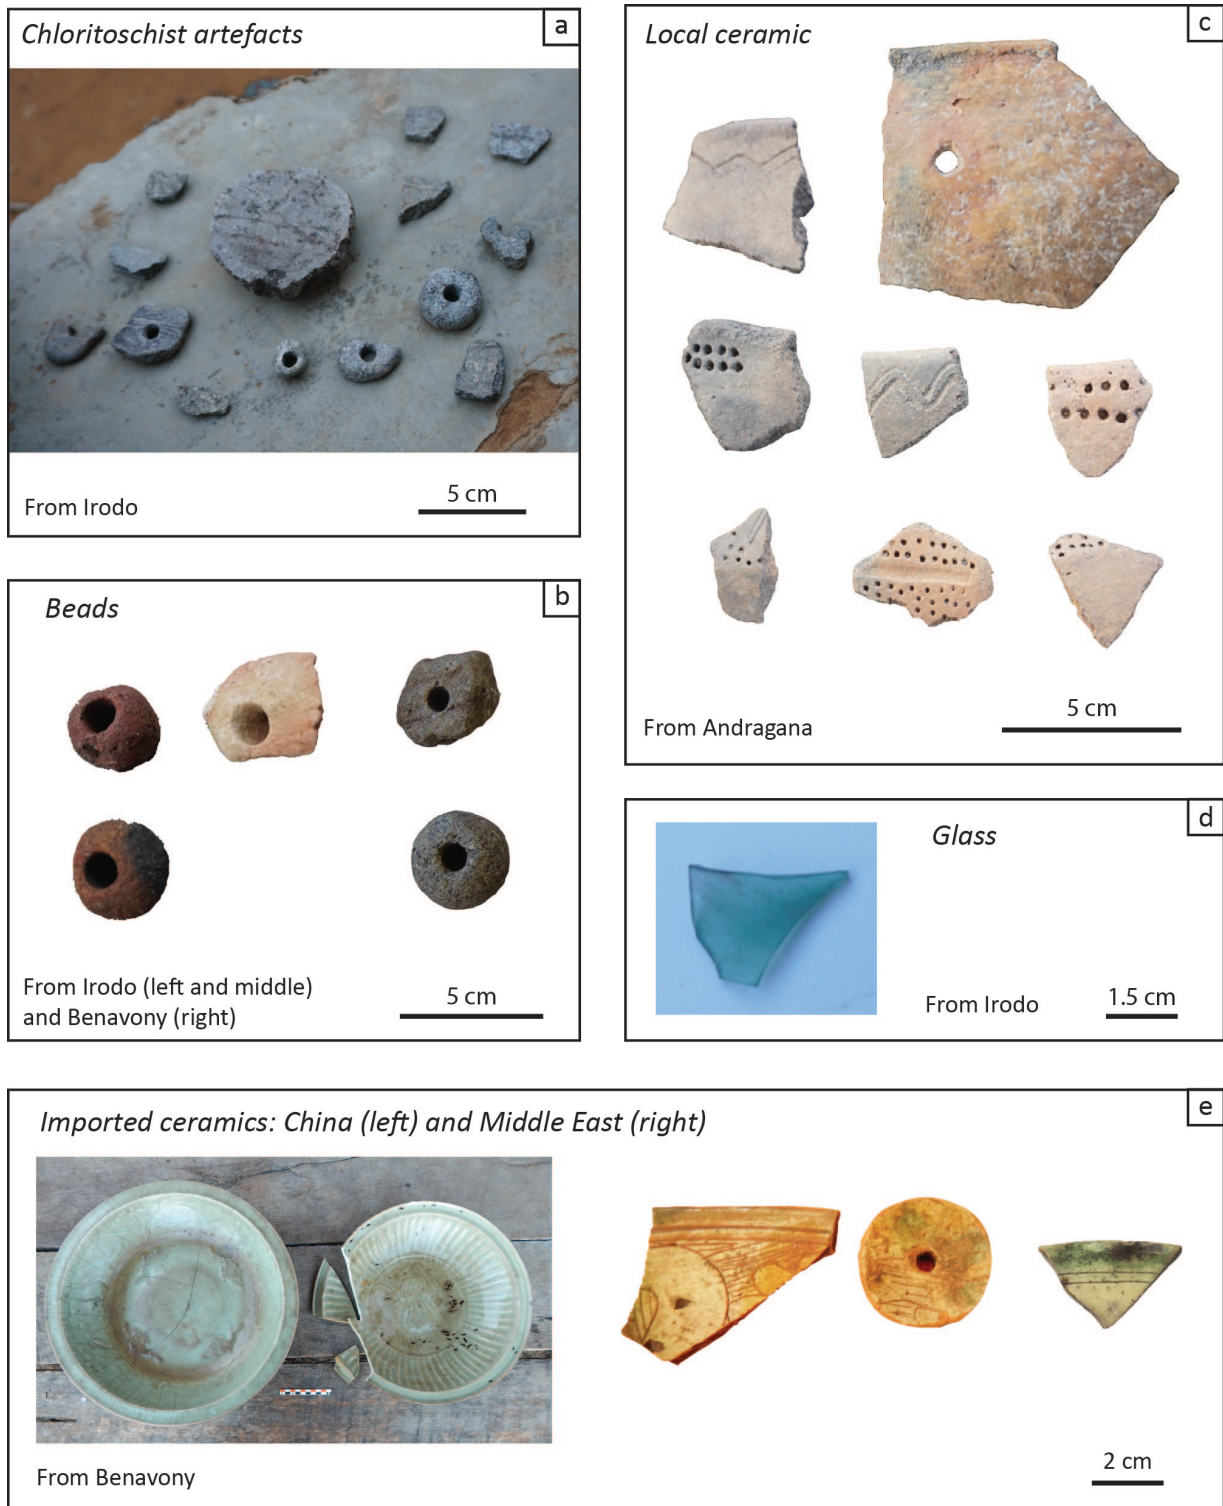 Chloritoschist artefacts
a
From Irodo
5 cm
Beads
b
From Irodo (left and middle)
and Benavony (right)
5 cm
Local ceramic
c
From Andragana
5 cm
d
Glass
From Irodo
1.5 cm
Imported ceramics: China (left) and Middle East (right)
e
From Benavony
2 cm